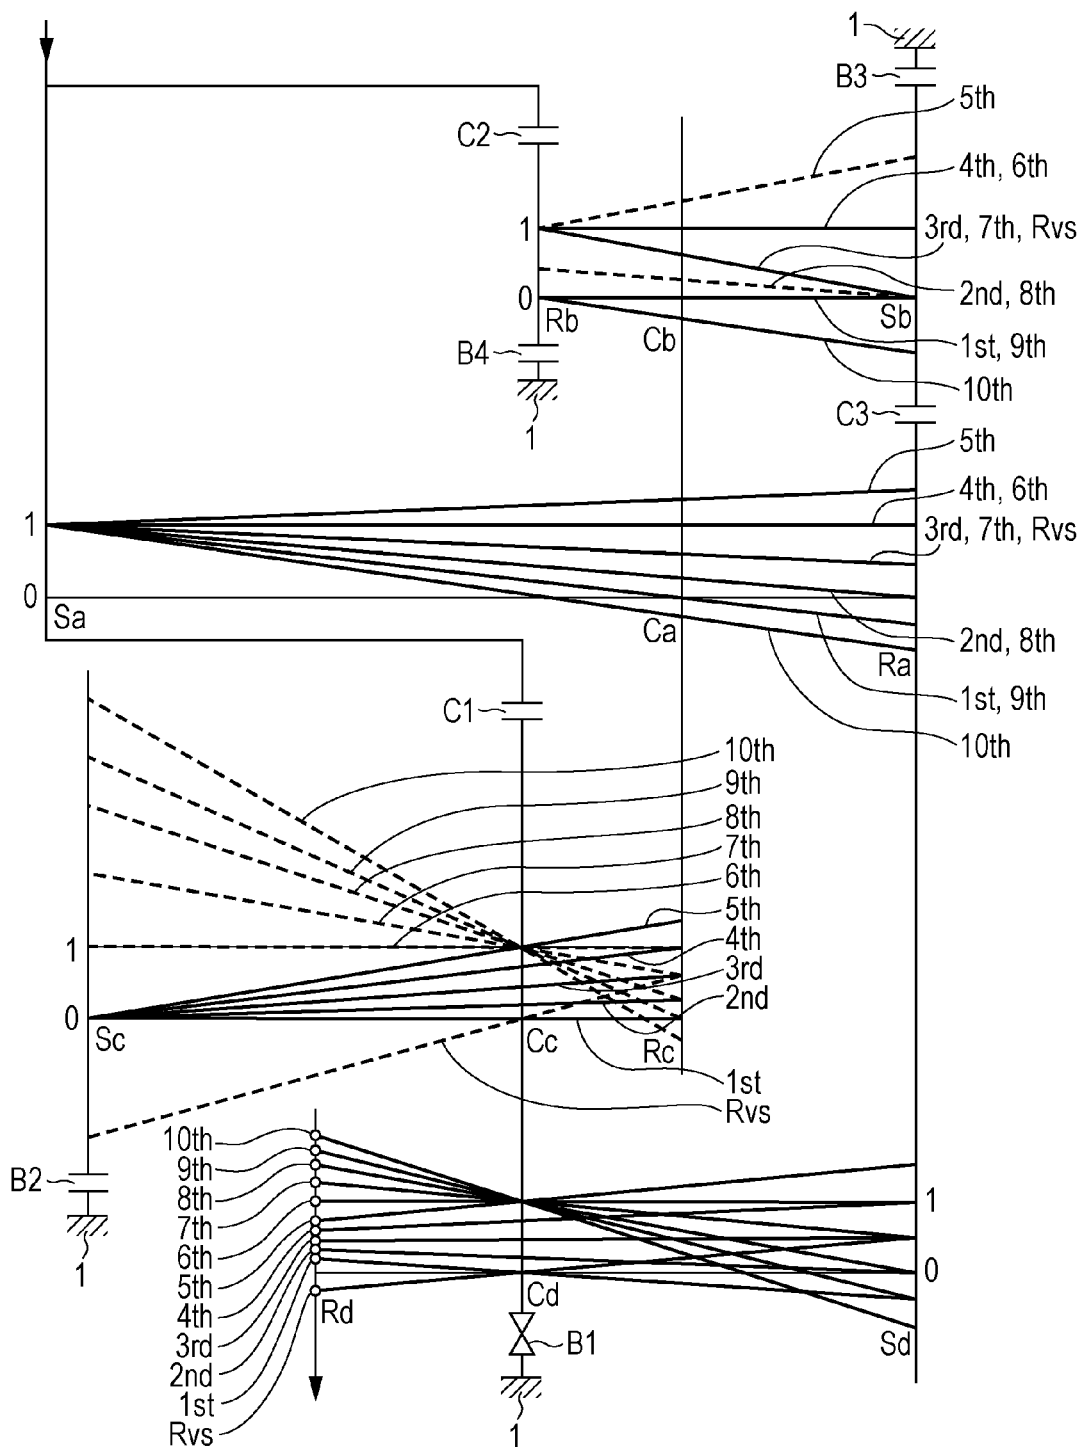 1
B3
5th
C2
4th, 6th
1
3rd, 7th, Rvs
0
Rb
Cb
Sb
2nd, 8th
B4
1st, 9th
10th
1
C3
5th
4th, 6th
1
3rd, 7th, Rvs
0
Sa
Ca
Ra
2nd, 8th
1st, 9th
C1
10th
10th
9th
8th
7th
6th
5th
1
4th
3rd
2nd
0
Sc
Cc
Rc
1st
Rvs
10th
9th
B2
8th
7th
1
6th
0
1
5th
Cd
4th
Rd
3rd
B1
Sd
2nd
1st
Rvs
1